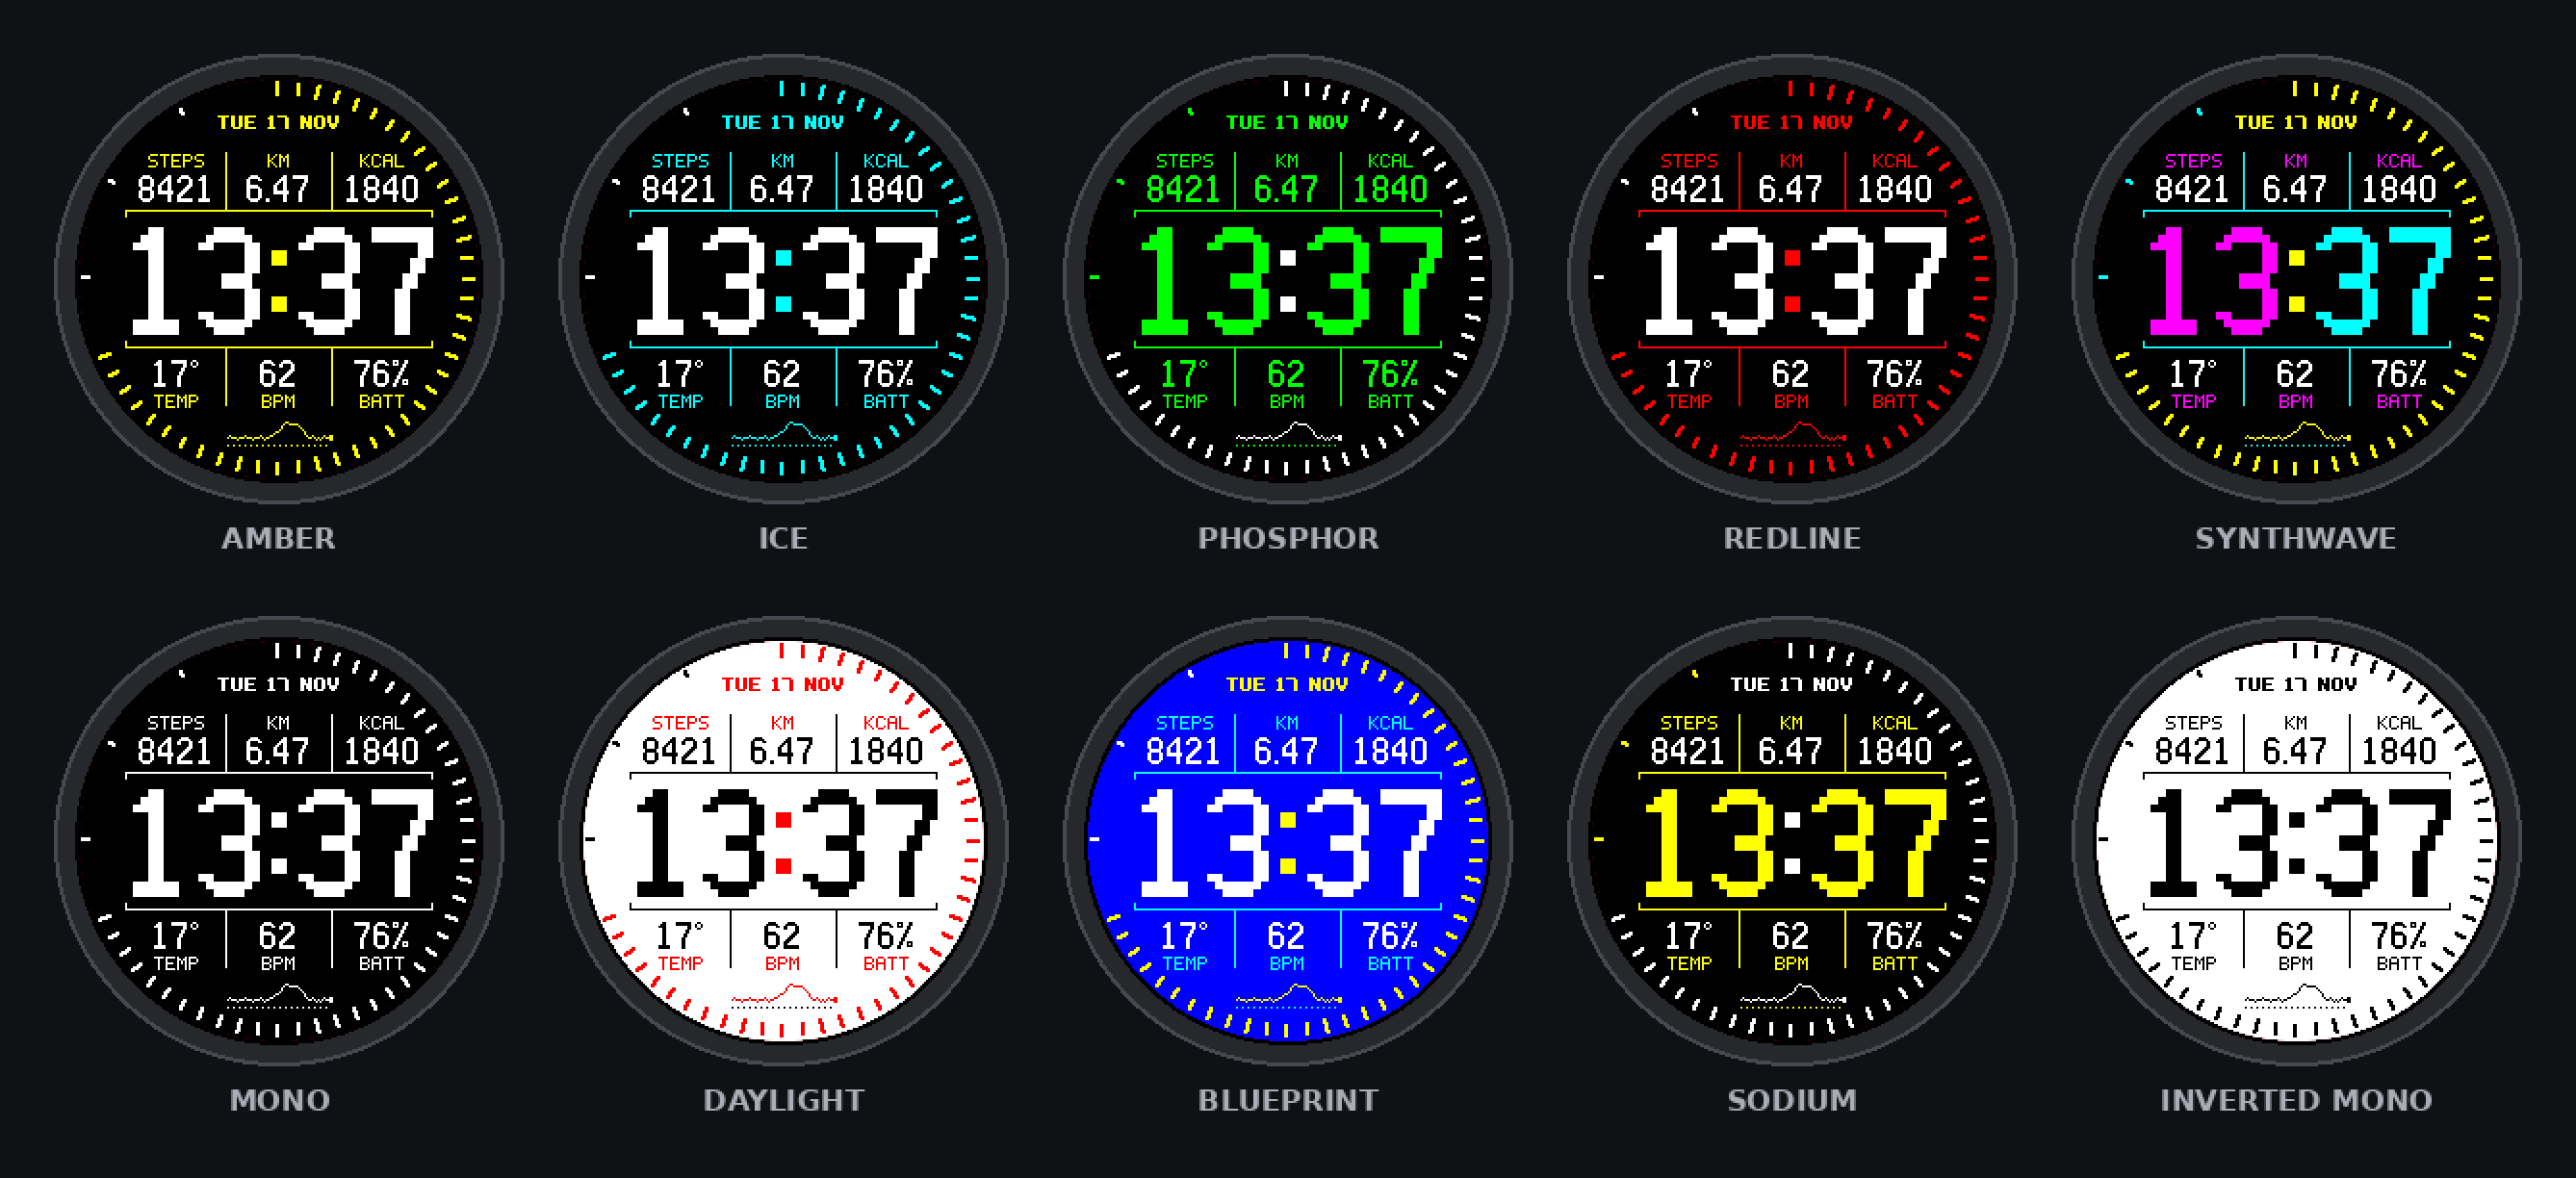 TUE 17 NOV TUE 17 NOV TUE 17 NOV TUE 17 NOV TUE 17 NOV
STEPS KM KCAL STEPS KM KCAL STEPS KM KCAL STEPS KM KCAL STEPS KM KCAL
8421 6.47 1840 8421 6.47 1840 8421 6.47 1840 8421 6.47 1840 8421 6.47 1840
13:37 13:37 13:37 13:37 13:37
17° 62 76% 17° 62 76% 17° 62 76% 17° 62 76% 17° 62 76%
TEMP BPM BATT TEMP BPM BATT TEMP BPM BATT TEMP BPM BATT TEMP BPM BATT
AMBER ICE PHOSPHOR REDLINE SYNTHWAVE
TUE 17 NOV TUE 17 NOV TUE 17 NOV TUE 17 NOV TUE 17 NOV
STEPS KM KCAL STEPS KM KCAL STEPS KM KCAL STEPS KM KCAL STEPS KM KCAL
8421 6.47 1840 8421 6.47 1840 8421 6.47 1840 8421 6.47 1840 8421 6.47 1840
13:37 13:37 13:37 13:37 13:37
17° 62 76% 17° 62 76% 17° 62 76% 17° 62 76% 17° 62 76%
TEMP BPM BATT TEMP BPM BATT TEMP BPM BATT TEMP BPM BATT TEMP BPM BATT
MONO DAYLIGHT BLUEPRINT SODIUM INVERTED MONO